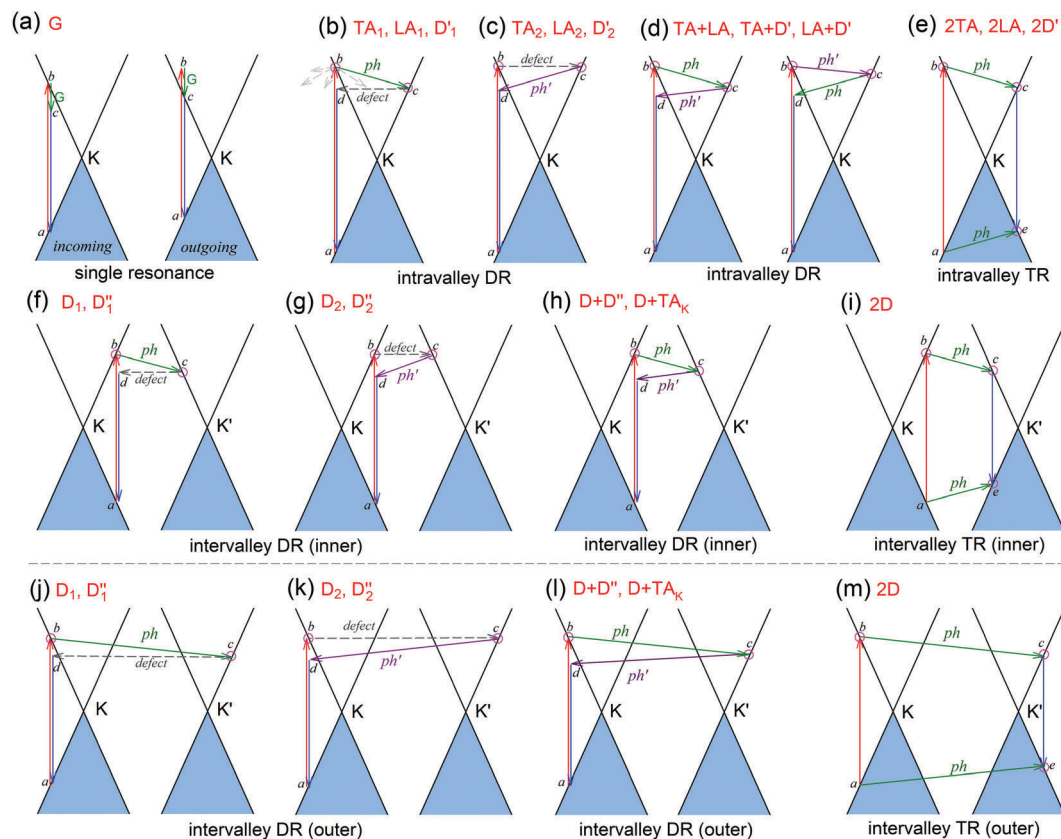 (a) G
b
G
c
a
K
incoming
b
G
c
a
K
outgoing
single resonance
(b) TA₁, LA₁, D'₁
b
ph
c
d
defect
K
a
(c) TA₂, LA₂, D'₂
b
defect
c
d
ph'
K
a
intravalley DR
(d) TA+LA, TA+D', LA+D'
b
ph
c
d
ph'
K
a
b
ph'
c
d
ph
K
a
intravalley DR
(e) 2TA, 2LA, 2D'
b
ph
c
K
ph
a
e
intravalley TR
(f) D₁, D''₁
b
ph
c
d
defect
K
K'
a
(g) D₂, D''₂
b
defect
c
d
ph'
K
K'
a
intervalley DR (inner)
(h) D+D'', D+TA_K
b
ph
c
d
ph'
K
K'
a
intervalley DR (inner)
(i) 2D
b
ph
c
K
K'
ph
a
e
intervalley TR (inner)
(j) D₁, D''₁
b
ph
c
d
defect
K
K'
a
(k) D₂, D''₂
b
defect
c
d
ph'
K
K'
a
intervalley DR (outer)
(l) D+D'', D+TA_K
b
ph
c
d
ph'
K
K'
a
intervalley DR (outer)
(m) 2D
b
ph
c
K
K'
a
ph
e
intervalley TR (outer)